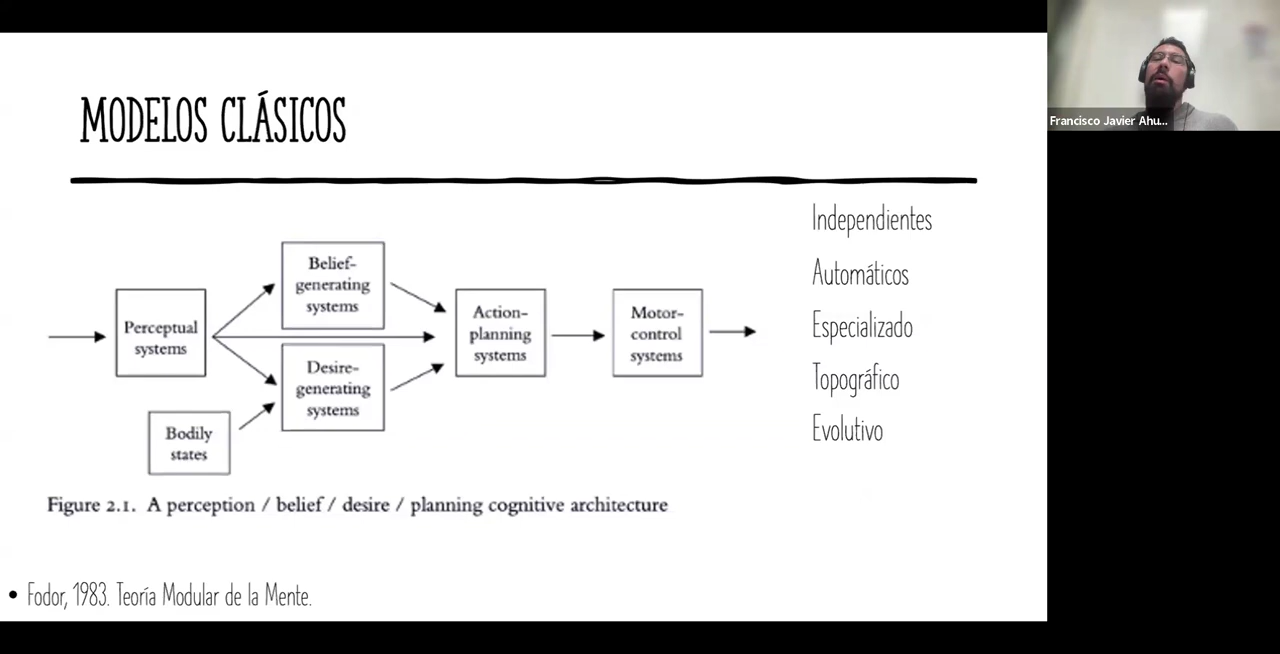 MODELOS CLÁSICOS
Francisco Javier Ahu...
Independientes
Automáticos
Especializado
Topográfico
Evolutivo
Perceptual
systems
Belief-
generating
systems
Desire-
generating
systems
Bodily
states
Action-
planning
systems
Motor-
control
systems
Figure 2.1. A perception / belief / desire / planning cognitive architecture
• Fodor, 1983. Teoría Modular de la Mente.